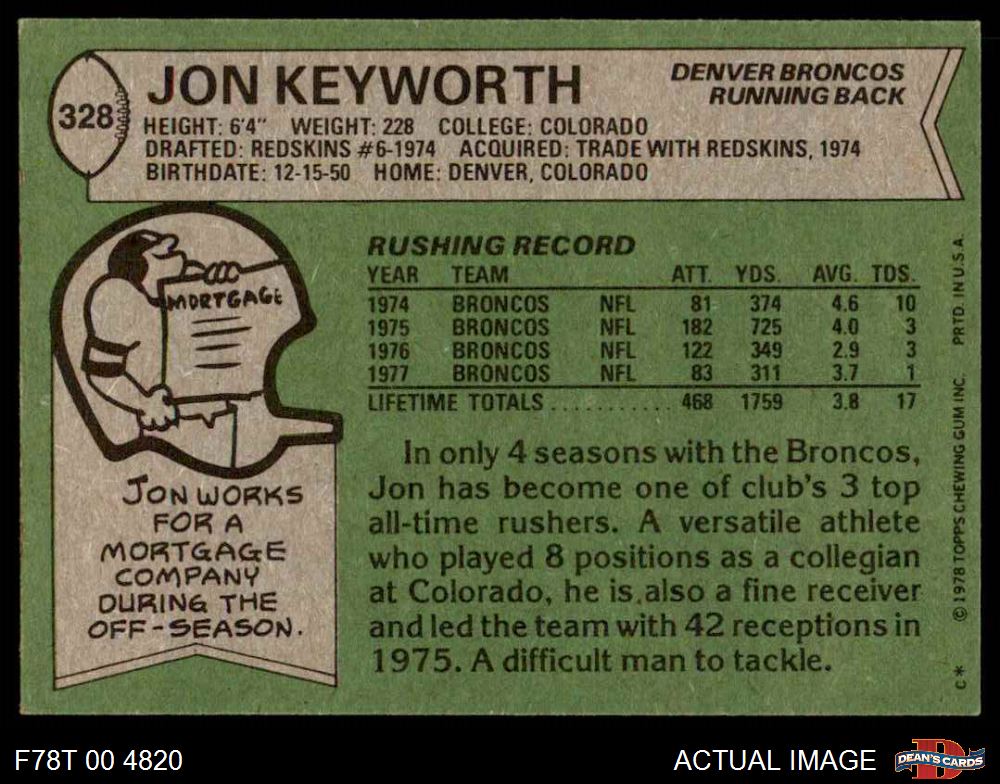 328
JON KEYWORTH
DENVER BRONCOS
RUNNING BACK
HEIGHT: 6'4" WEIGHT: 228 COLLEGE: COLORADO
DRAFTED: REDSKINS #6-1974 ACQUIRED: TRADE WITH REDSKINS, 1974
BIRTHDATE: 12-15-50 HOME: DENVER, COLORADO
MORTGAGE
JON WORKS
FOR A
MORTGAGE
COMPANY
DURING THE
OFF-SEASON.
RUSHING RECORD
YEAR TEAM ATT. YDS. AVG. TDS.
1974 BRONCOS NFL 81 374 4.6 10
1975 BRONCOS NFL 182 725 4.0 3
1976 BRONCOS NFL 122 349 2.9 3
1977 BRONCOS NFL 83 311 3.7 1
LIFETIME TOTALS........... 468 1759 3.8 17
In only 4 seasons with the Broncos,
Jon has become one of club's 3 top
all-time rushers. A versatile athlete
who played 8 positions as a collegian
at Colorado, he is also a fine receiver
and led the team with 42 receptions in
1975. A difficult man to tackle.
C* © 1978 TOPPS CHEWING GUM INC. PRTD. IN U.S.A.
F78T 00 4820
ACTUAL IMAGE
DEAN'S CARDS